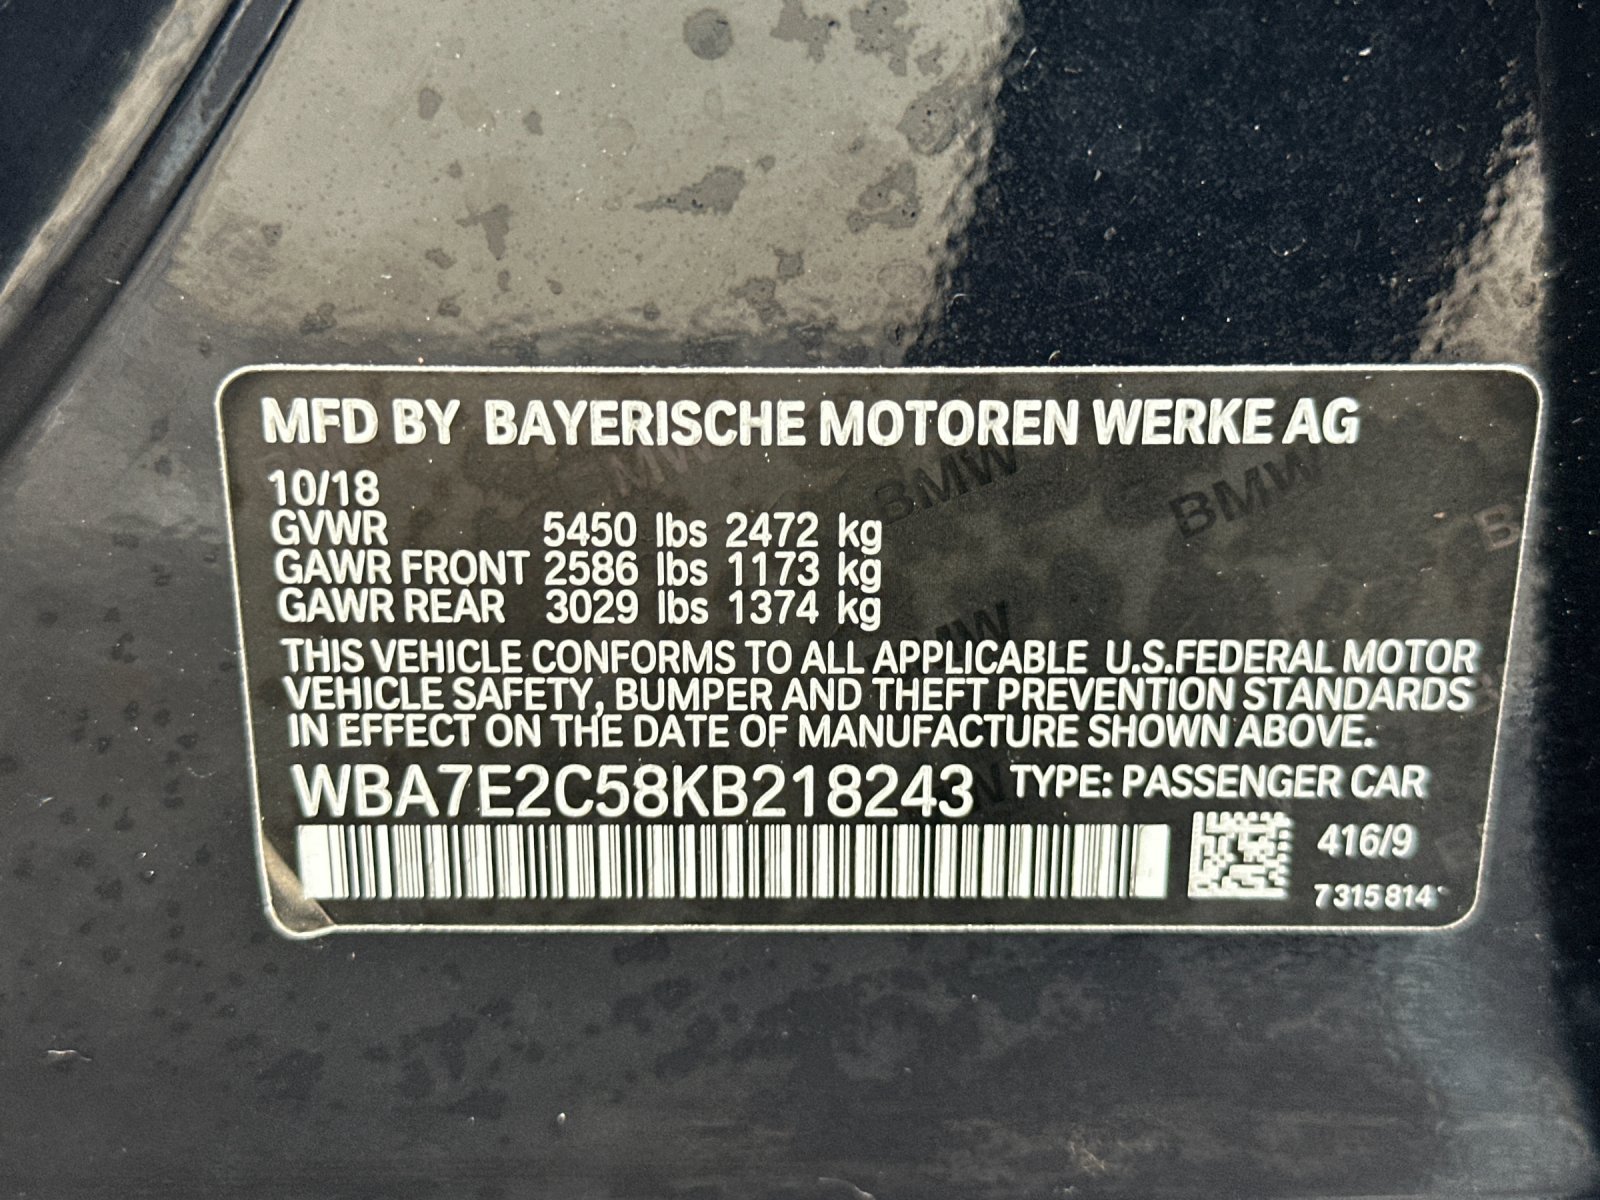 MFD BY BAYERISCHE MOTOREN WERKE AG
10/18
GVWR 5450 lbs 2472 kg
GAWR FRONT 2586 lbs 1173 kg
GAWR REAR 3029 lbs 1374 kg
THIS VEHICLE CONFORMS TO ALL APPLICABLE U.S.FEDERAL MOTOR
VEHICLE SAFETY, BUMPER AND THEFT PREVENTION STANDARDS
IN EFFECT ON THE DATE OF MANUFACTURE SHOWN ABOVE.
WBA7E2C58KB218243 TYPE: PASSENGER CAR
416/9
7 315 814
BMW
BMW